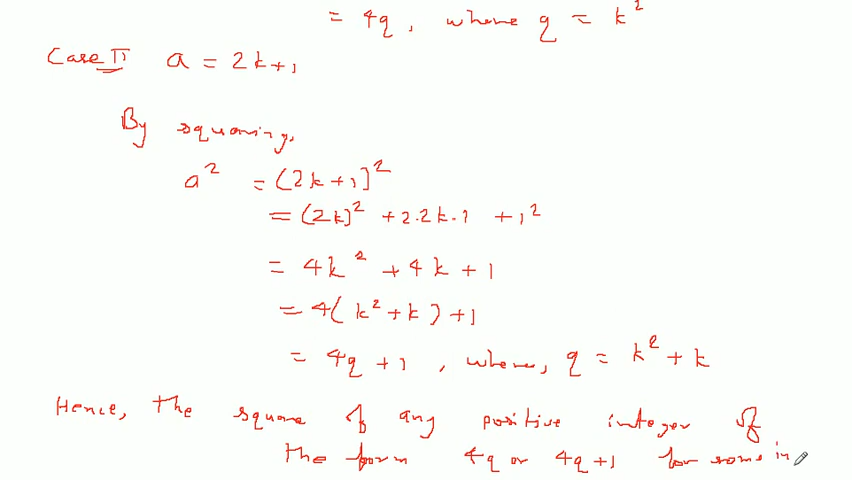 = 4q, where q = k²
Case II a = 2k+1
By squaring,
a² = (2k+1)²
= (2k)² + 2.2k.1 + 1²
= 4k² + 4k + 1
= 4(k²+k)+1
= 4q +1, where, q = k² + k
Hence, the square of any positive integer of
the form 4q or 4q+1 for some in